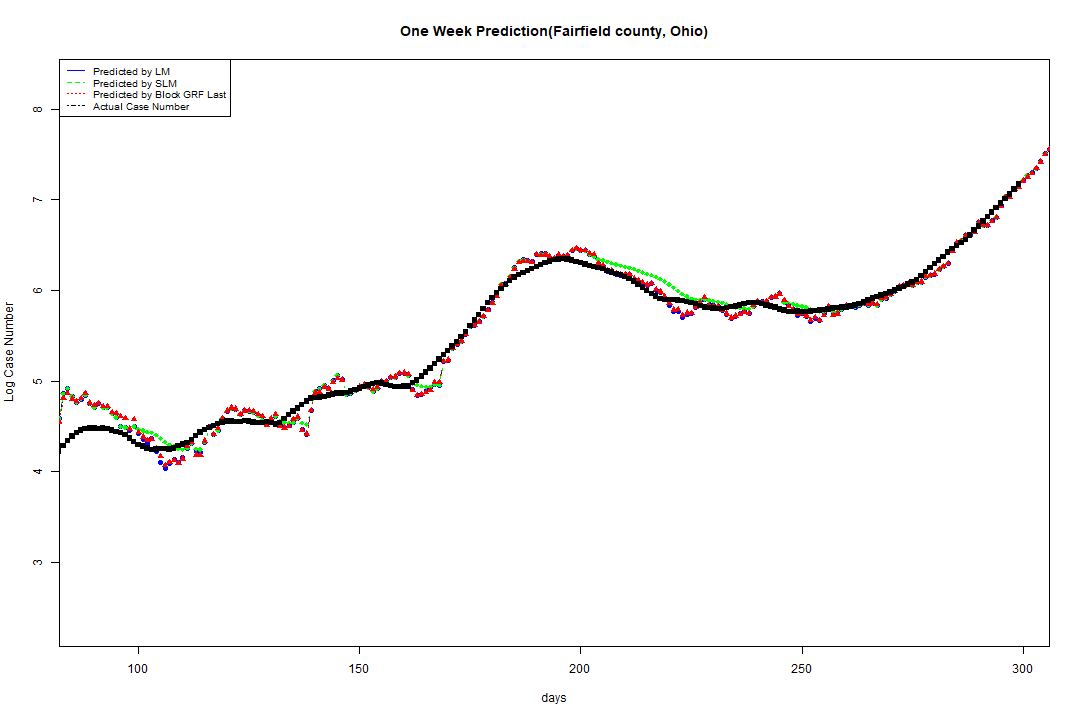 One Week Prediction(Fairfield county, Ohio)
Predicted by LM
Predicted by SLM
Predicted by Block GRF Last
Actual Case Number
8
7
6
5
4
3
Log Case Number
100 150 200 250 300
days